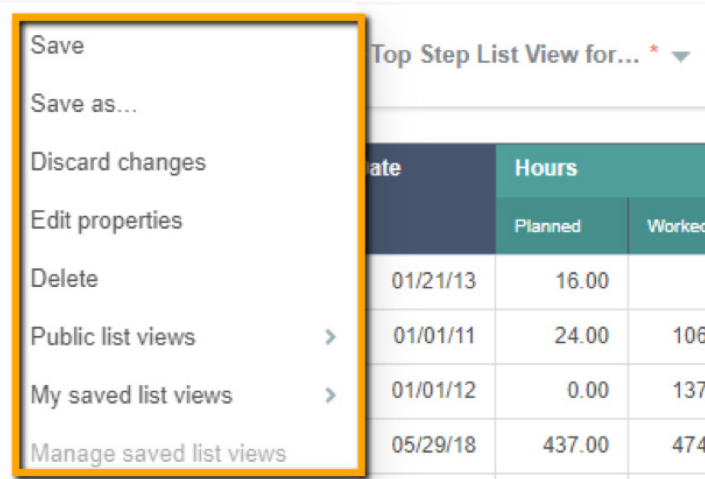 Save
Save as...
Discard changes
Edit properties
Delete
Public list views
My saved list views
Manage saved list views
Top Step List View for... *
Hours
Planned
01/21/13 16.00
01/01/11 24.00 106
01/01/12 0.00 137
05/29/18 437.00 474